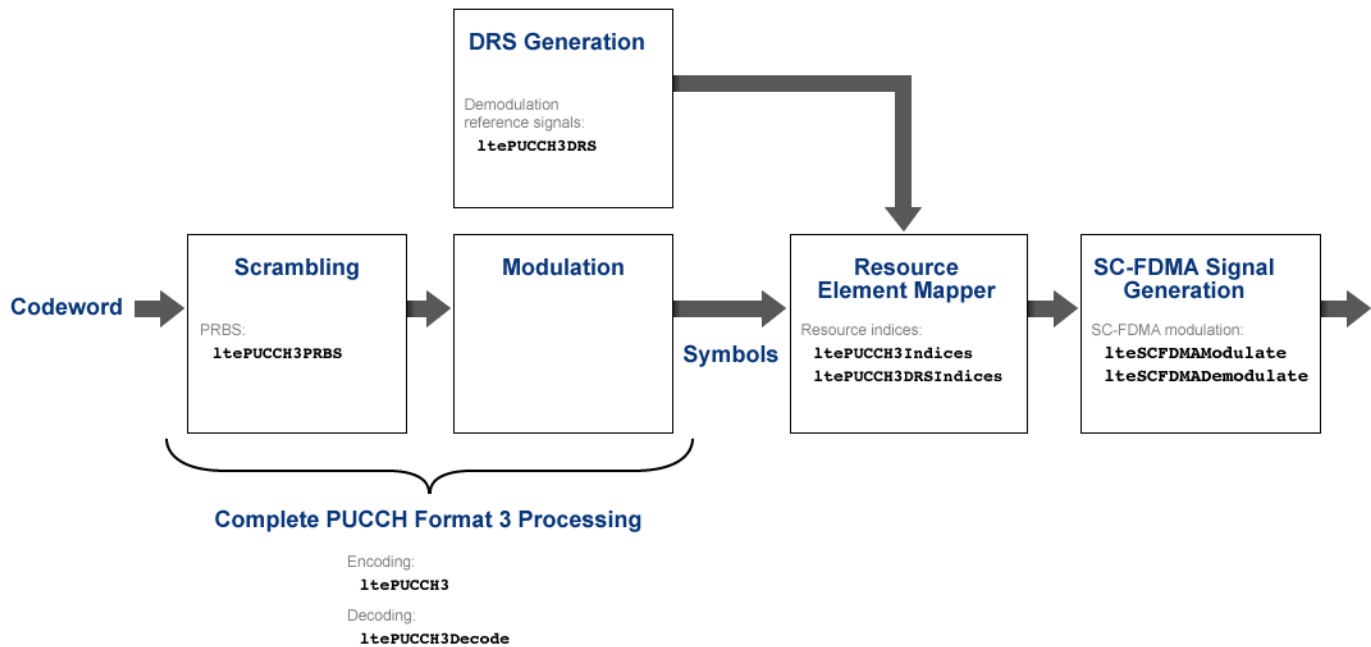 DRS Generation
Demodulation
reference signals:
ltePUCCH3DRS
Codeword
Scrambling
PRBS:
ltePUCCH3PRBS
Modulation
Symbols
Resource
Element Mapper
Resource indices:
ltePUCCH3Indices
ltePUCCH3DRSIndices
SC-FDMA Signal
Generation
SC-FDMA modulation:
lteSCFDMAModulate
lteSCFDMADemodulate
Complete PUCCH Format 3 Processing
Encoding:
ltePUCCH3
Decoding:
ltePUCCH3Decode